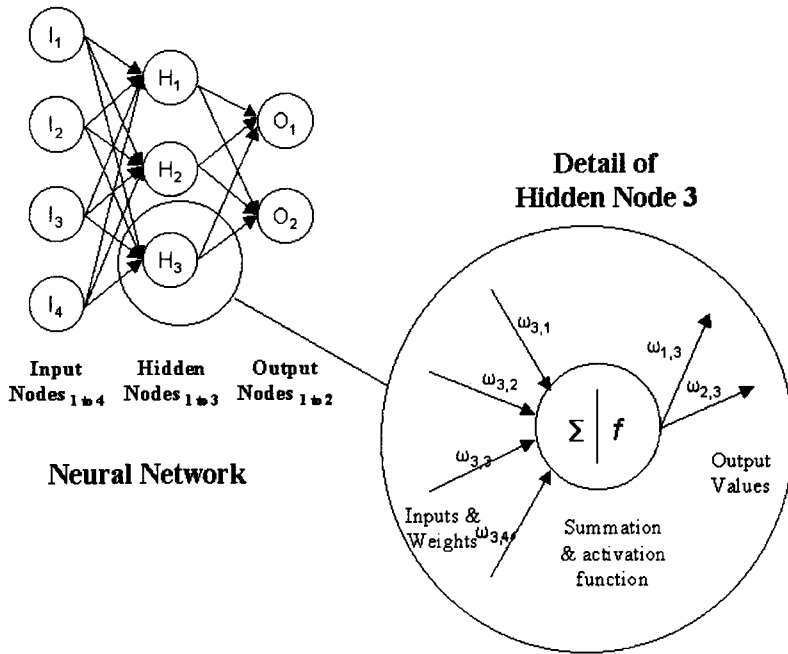 I₁
H₁
I₂
O₁
H₂
I₃
O₂
H₃
I₄
Input
Nodes 1 to 4
Hidden
Nodes 1 to 3
Output
Nodes 1 to 2
Neural Network
Detail of
Hidden Node 3
ω₃,₁
ω₃,₂
ω₃,₃
ω₃,₄
Inputs &
Weights
Σ f
Summation
& activation
function
ω₁,₃
ω₂,₃
Output
Values